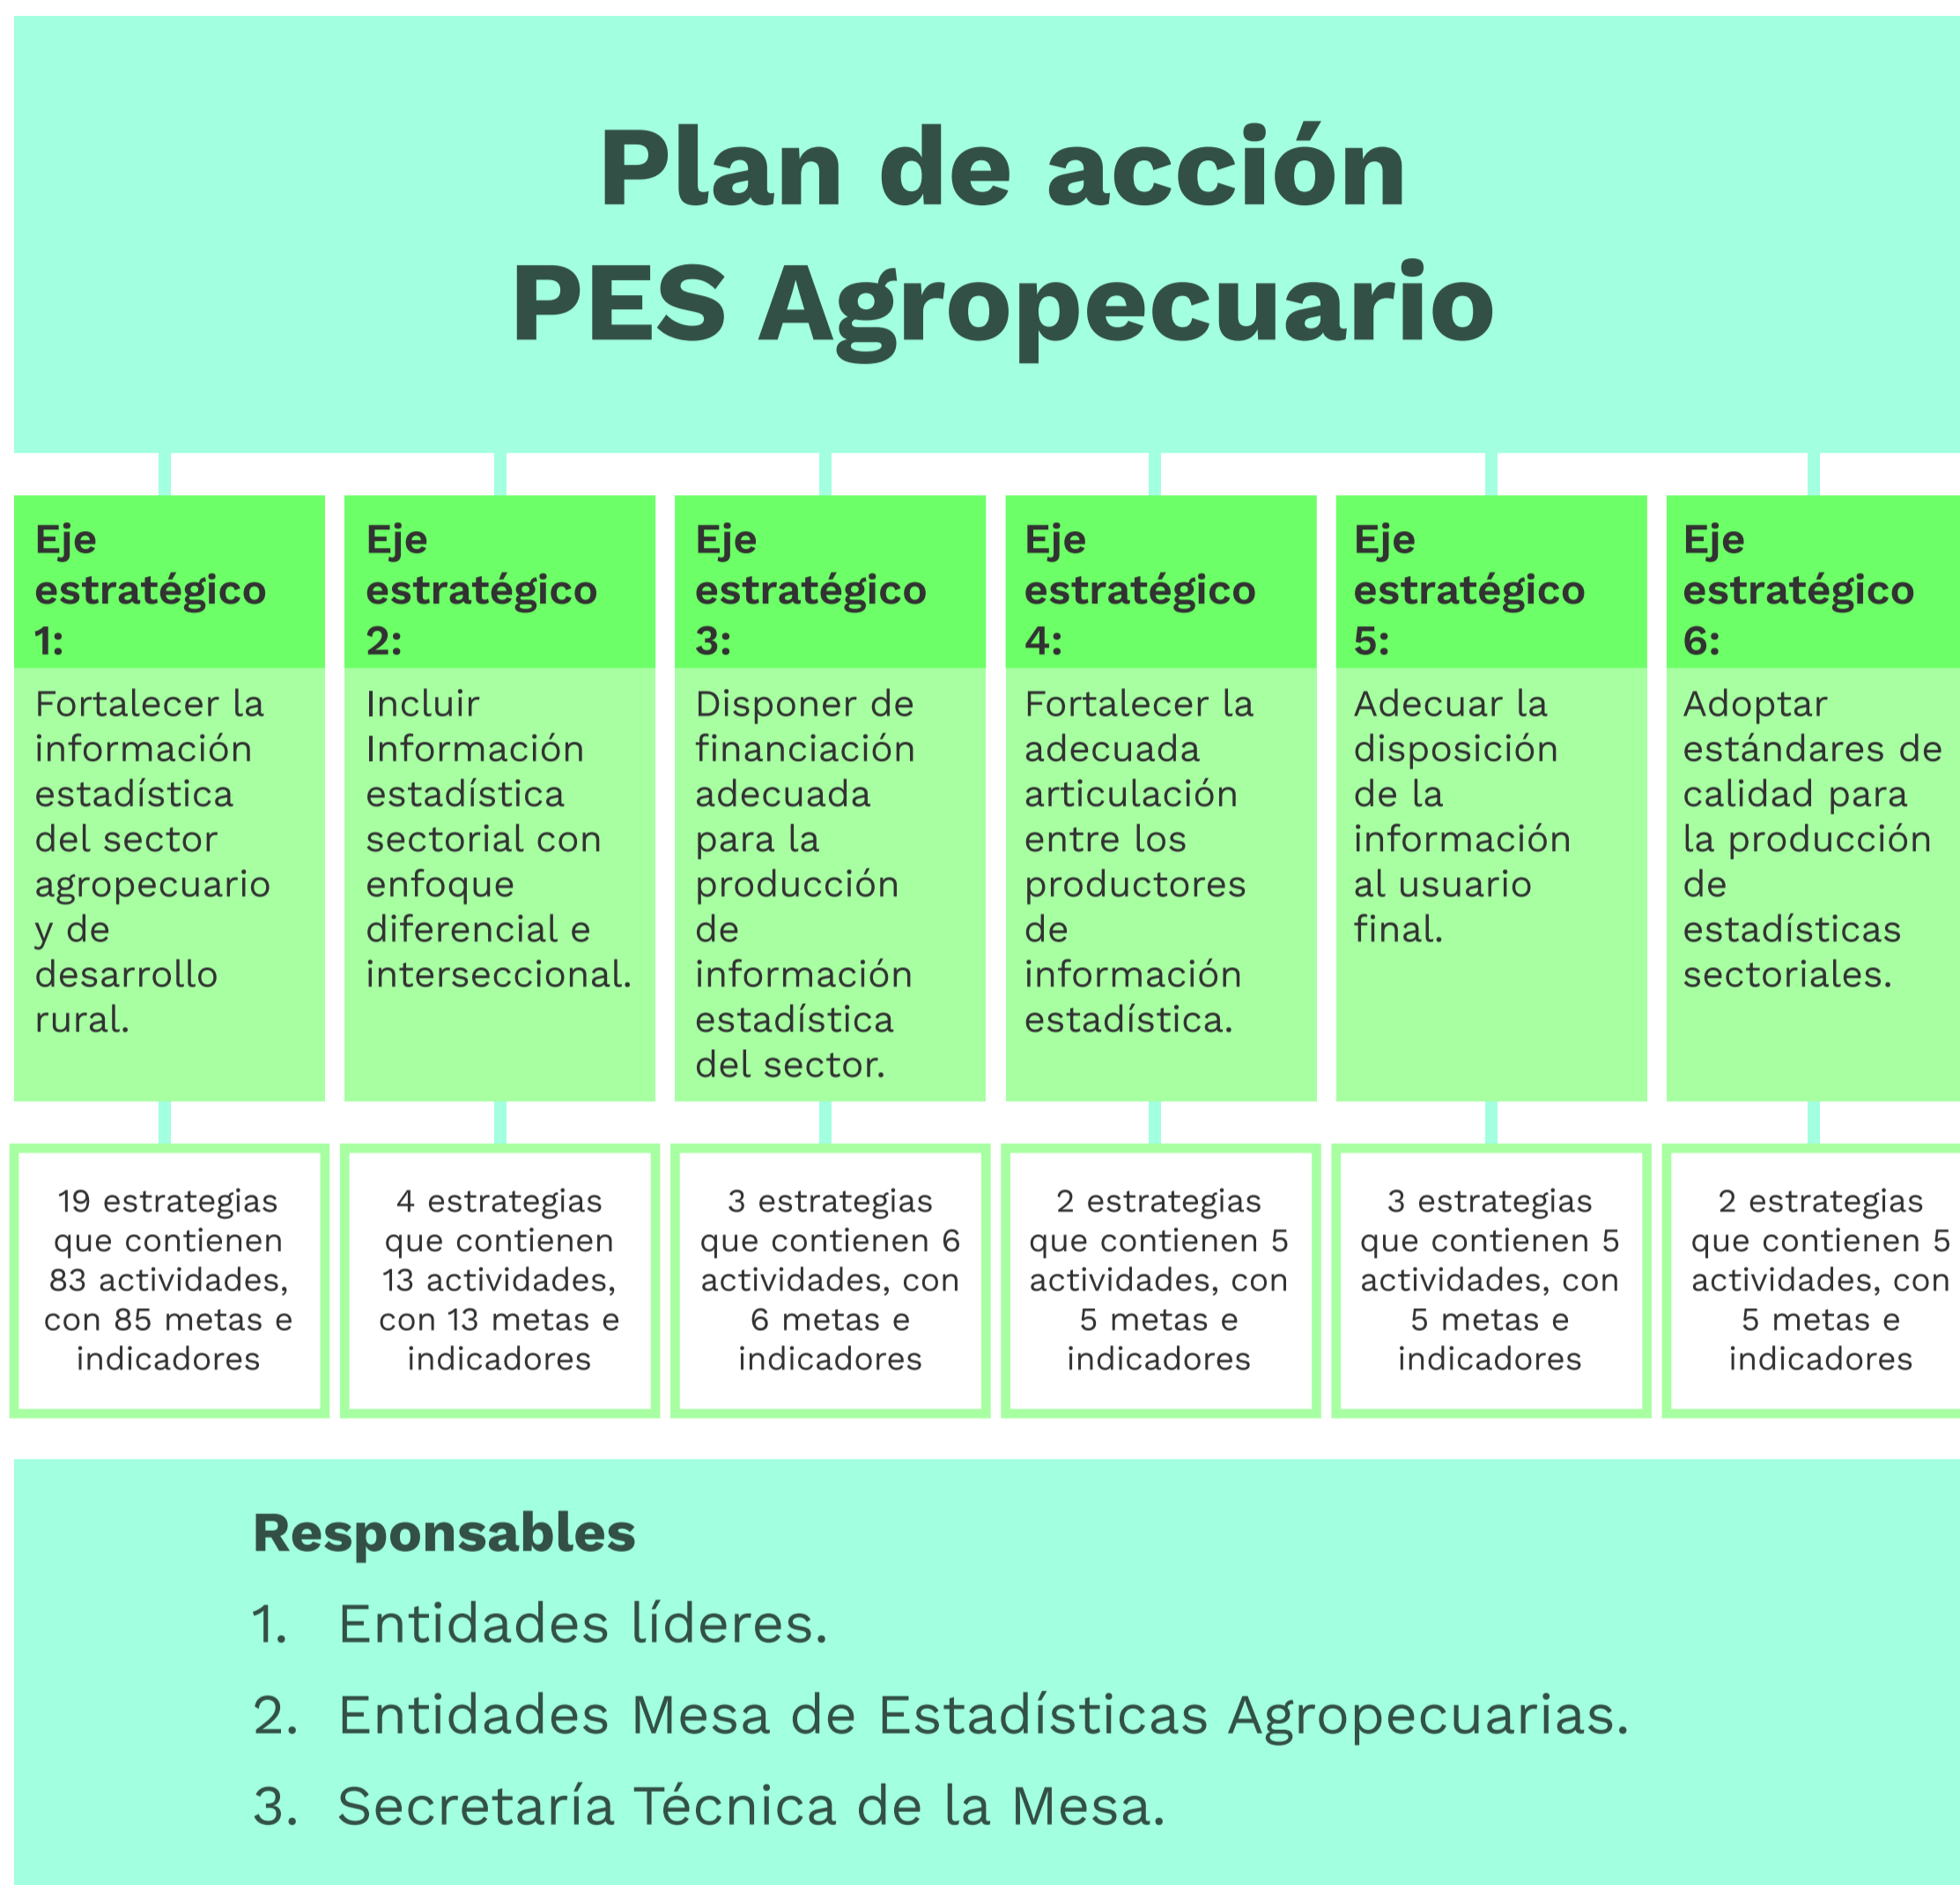 Plan de acción
PES Agropecuario
Eje
estratégico
1:
Fortalecer la
información
estadística
del sector
agropecuario
y de
desarrollo
rural.
19 estrategias
que contienen
83 actividades,
con 85 metas e
indicadores
Eje
estratégico
2:
Incluir
Información
estadística
sectorial con
enfoque
diferencial e
interseccional.
4 estrategias
que contienen
13 actividades,
con 13 metas e
indicadores
Eje
estratégico
3:
Disponer de
financiación
adecuada
para la
producción
de
información
estadística
del sector.
3 estrategias
que contienen 6
actividades, con
6 metas e
indicadores
Eje
estratégico
4:
Fortalecer la
adecuada
articulación
entre los
productores
de
información
estadística.
2 estrategias
que contienen 5
actividades, con
5 metas e
indicadores
Eje
estratégico
5:
Adecuar la
disposición
de la
información
al usuario
final.
3 estrategias
que contienen 5
actividades, con
5 metas e
indicadores
Eje
estratégico
6:
Adoptar
estándares de
calidad para
la producción
de
estadísticas
sectoriales.
2 estrategias
que contienen 5
actividades, con
5 metas e
indicadores
Responsables
1. Entidades líderes.
2. Entidades Mesa de Estadísticas Agropecuarias.
3. Secretaría Técnica de la Mesa.